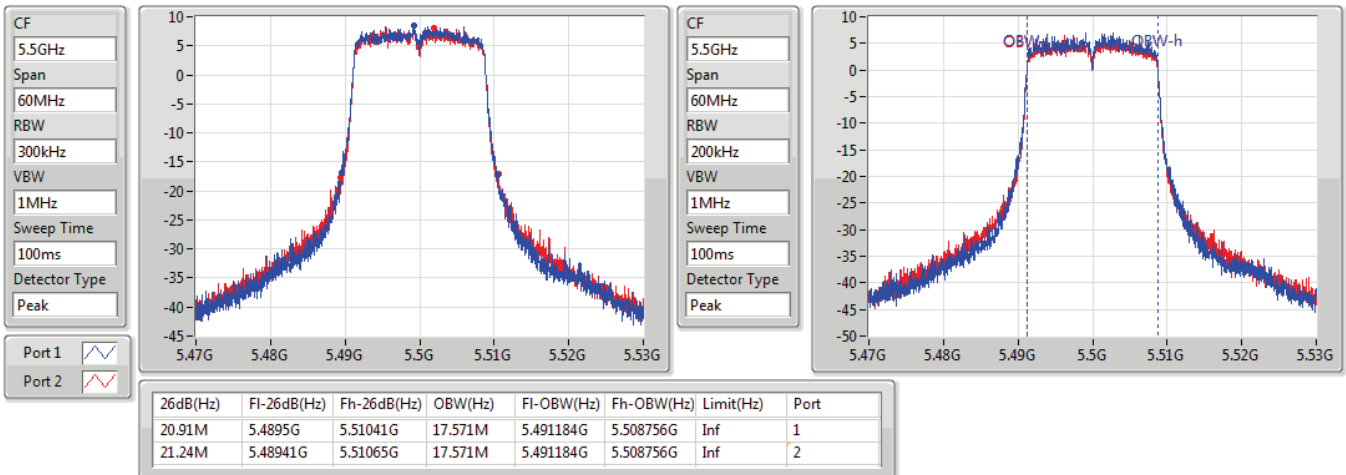 CF
5.5GHz
Span
60MHz
RBW
300kHz
VBW
1MHz
Sweep Time
100ms
Detector Type
Peak
Port 1
Port 2
10
5
0
-5
-10
-15
-20
-25
-30
-35
-40
-45
5.47G 5.48G 5.49G 5.5G 5.51G 5.52G 5.53G
CF
5.5GHz
Span
60MHz
RBW
200kHz
VBW
1MHz
Sweep Time
100ms
Detector Type
Peak
10
5
0
-5
-10
-15
-20
-25
-30
-35
-40
-45
-50
OBW-h
5.47G 5.48G 5.49G 5.5G 5.51G 5.52G 5.53G
26dB(Hz) Fl-26dB(Hz) Fh-26dB(Hz) OBW(Hz) Fl-OBW(Hz) Fh-OBW(Hz) Limit(Hz) Port
20.91M 5.4895G 5.51041G 17.571M 5.491184G 5.508756G Inf 1
21.24M 5.48941G 5.51065G 17.571M 5.491184G 5.508756G Inf 2